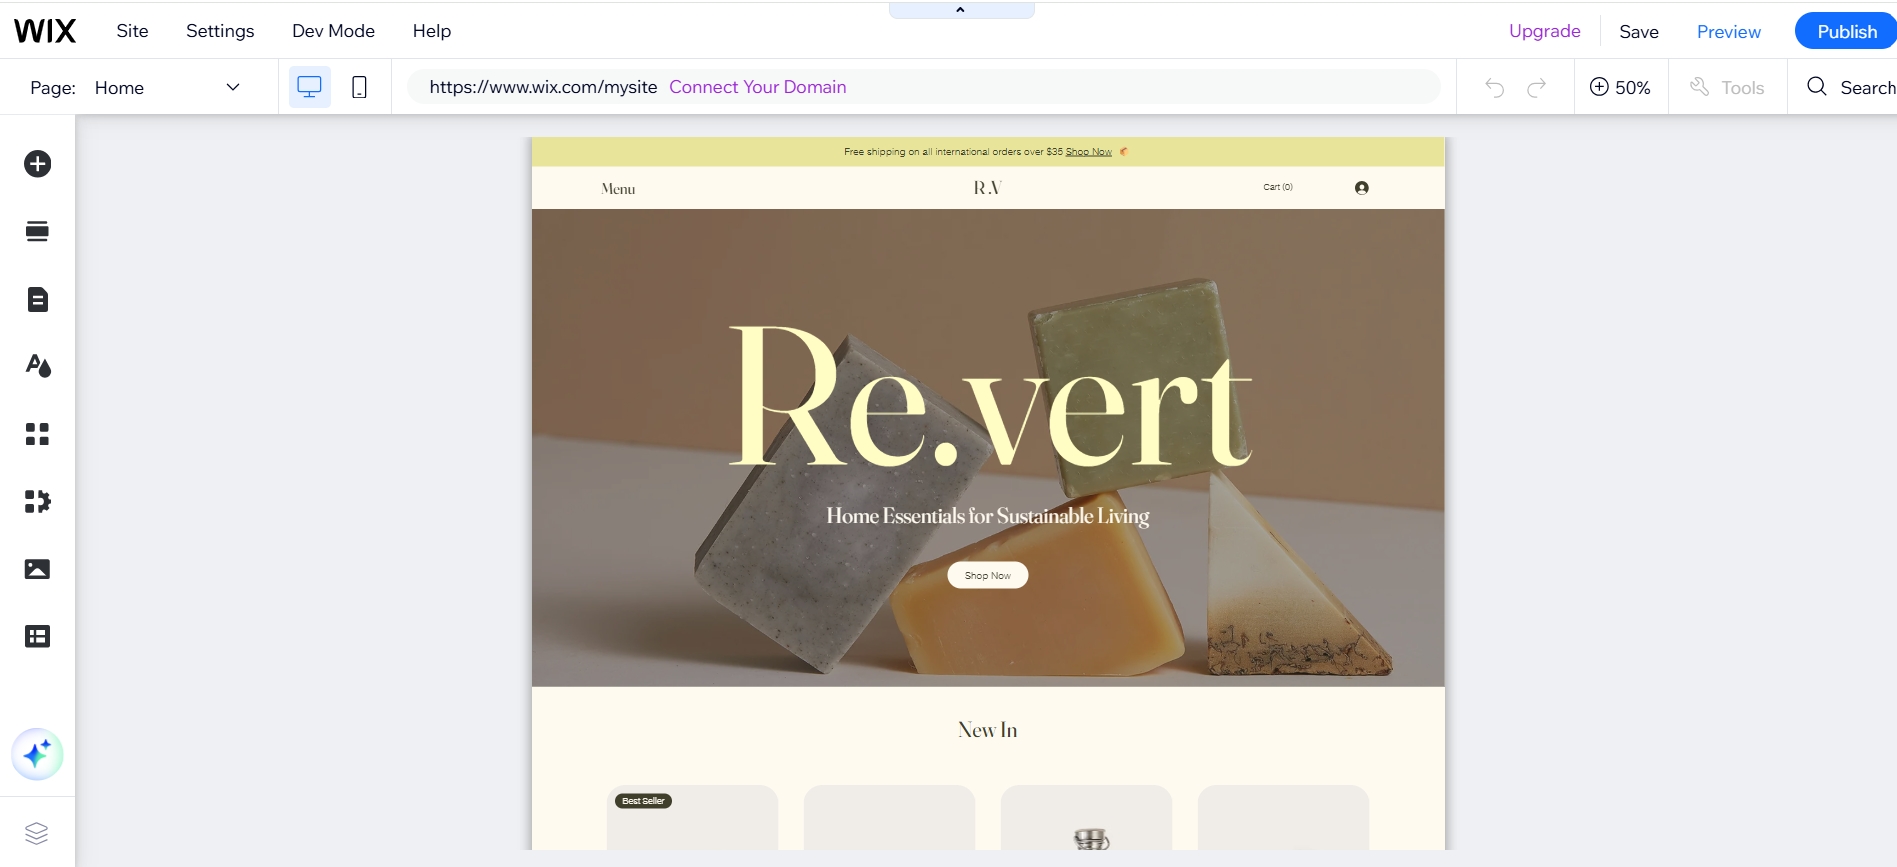 WIX Site Settings Dev Mode Help Upgrade Save Preview Publish
Page: Home https://www.wix.com/mysite Connect Your Domain 50% Tools Search
Free shipping on all international orders over $35 Shop Now
Menu R.V Cart (0)
Re.vert
Home Essentials for Sustainable Living
Shop Now
New In
Best Seller